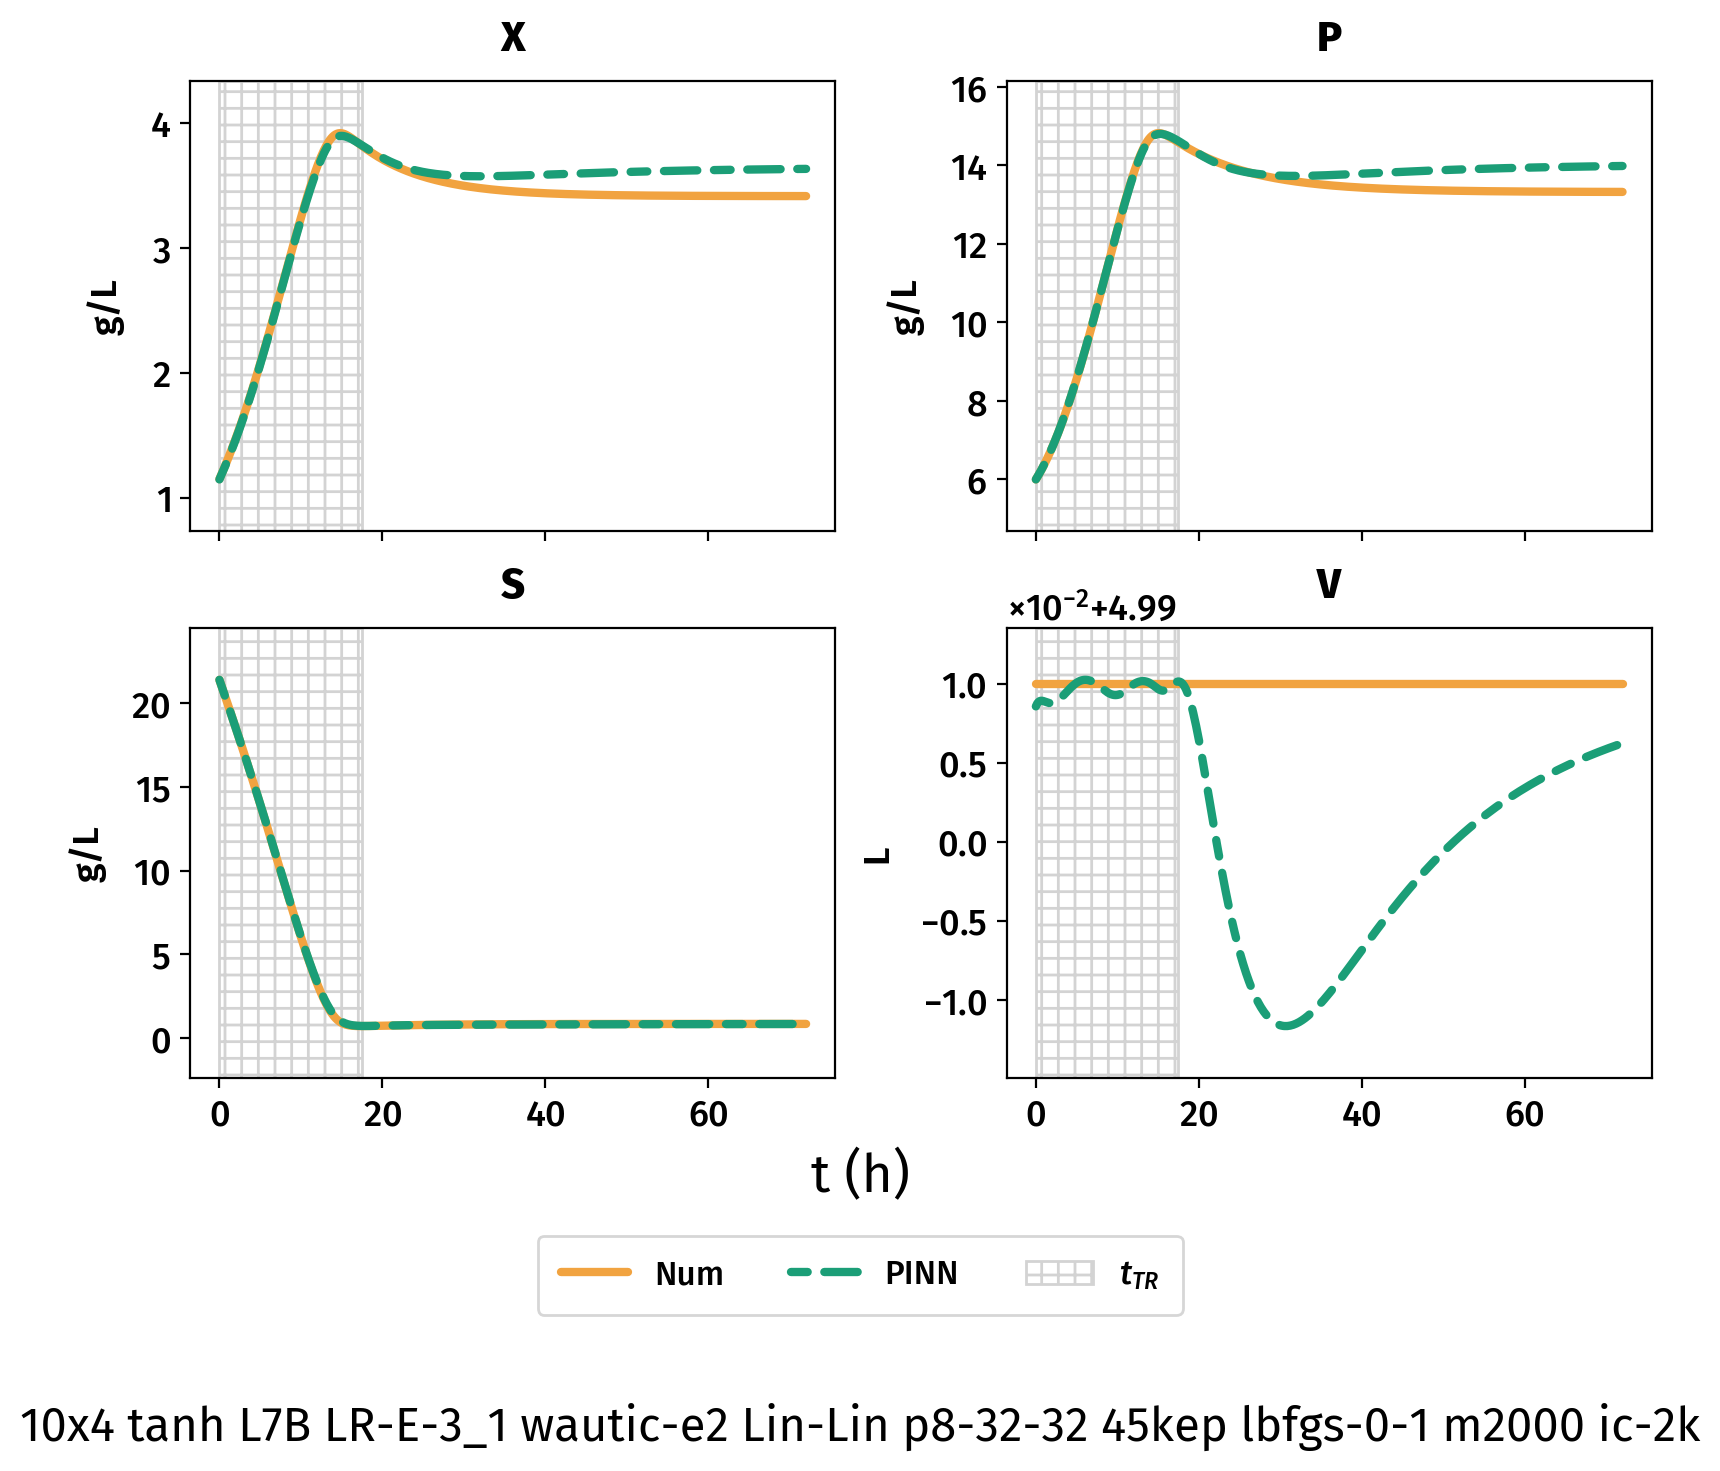 X
P
4
3
2
1
g/L
16
14
12
10
8
6
g/L
S
V
×10⁻²+4.99
20
15
10
5
0
g/L
1.0
0.5
0.0
−0.5
−1.0
L
0 20 40 60
0 20 40 60
t (h)
Num PINN t_TR
10x4 tanh L7B LR-E-3_1 wautic-e2 Lin-Lin p8-32-32 45kep lbfgs-0-1 m2000 ic-2k